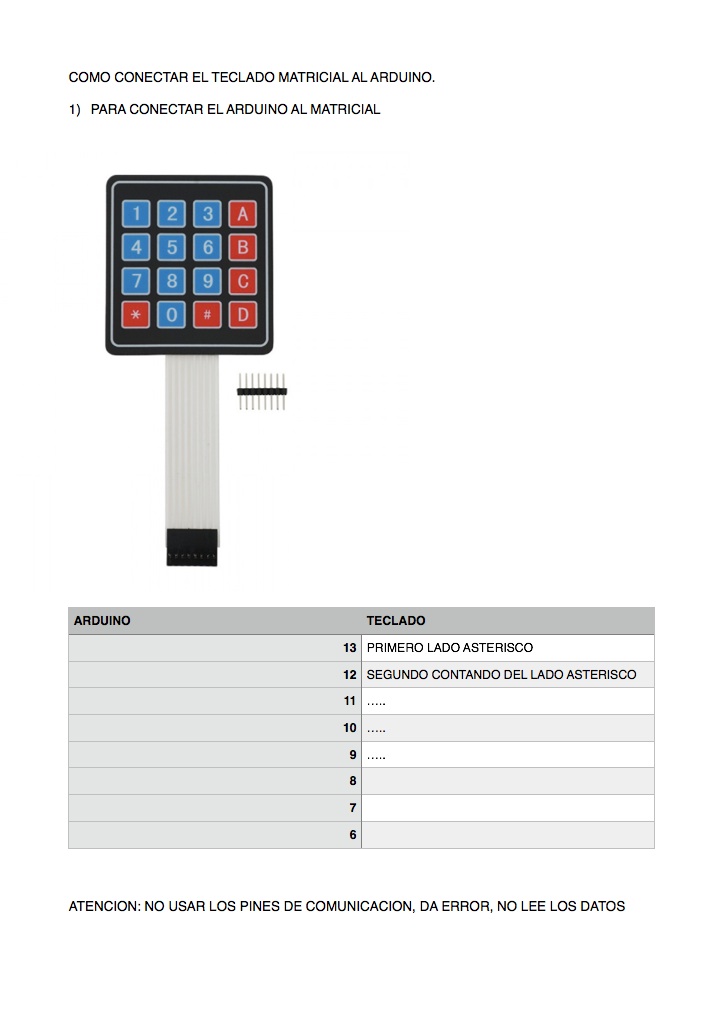 COMO CONECTAR EL TECLADO MATRICIAL AL ARDUINO.
1) PARA CONECTAR EL ARDUINO AL MATRICIAL
1 2 3 A
4 5 6 B
7 8 9 C
* 0 # D
ARDUINO TECLADO
13 PRIMERO LADO ASTERISCO
12 SEGUNDO CONTANDO DEL LADO ASTERISCO
11 .....
10 .....
9 .....
8
7
6
ATENCION: NO USAR LOS PINES DE COMUNICACION, DA ERROR, NO LEE LOS DATOS